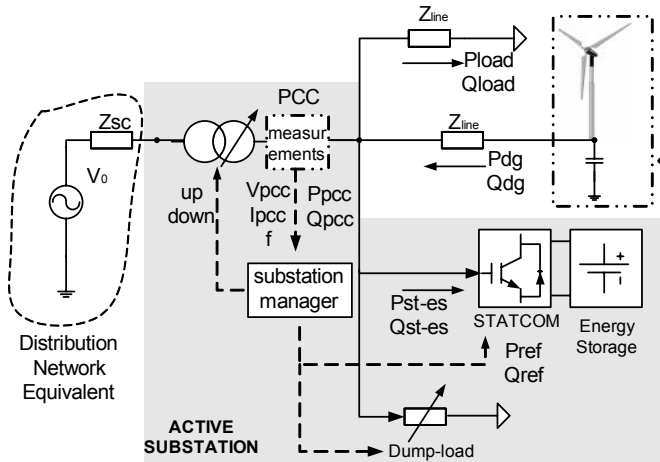 Zline
Pload
Qload
PCC
Zsc
measur
ements
Zline
Pdg
Qdg
V0
up
down
Vpcc
Ipcc
f
Ppcc
Qpcc
substation
manager
Pst-es
Qst-es
STATCOM
+
-
Energy
Storage
Pref
Qref
Distribution
Network
Equivalent
ACTIVE
SUBSTATION
Dump-load